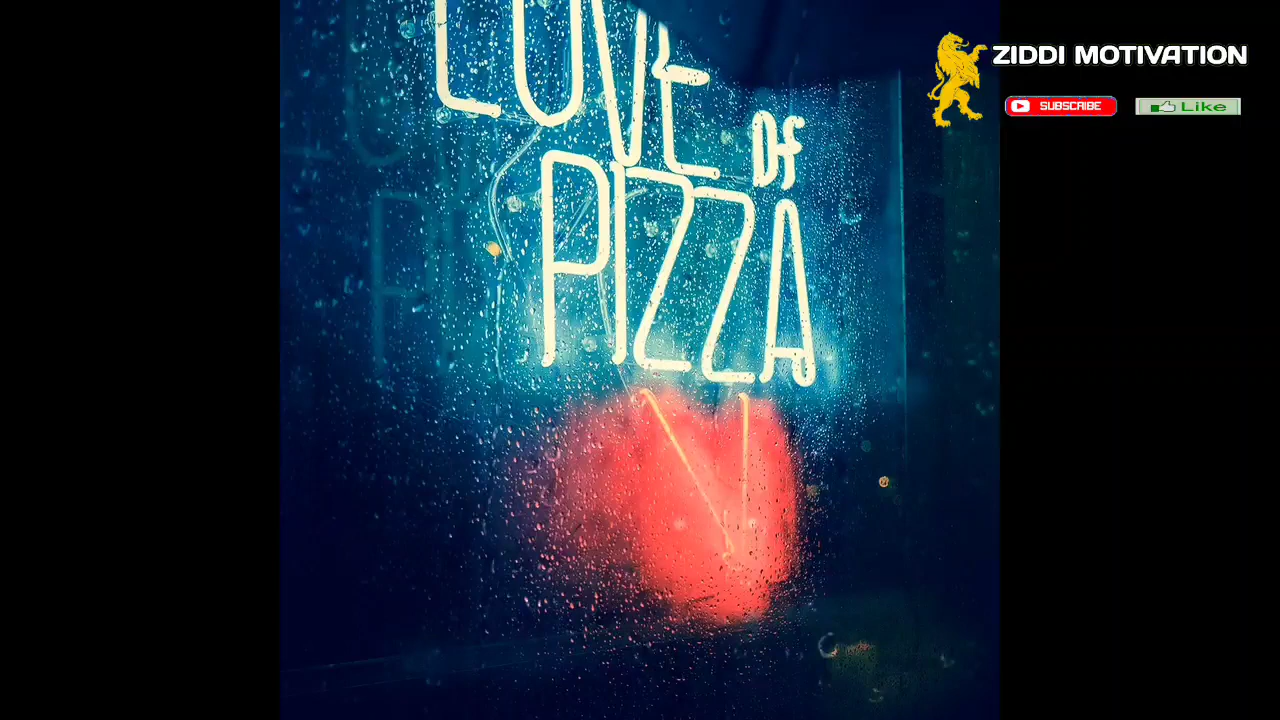 LOVE
OF
PIZZA
ZIDDI MOTIVATION
SUBSCRIBE
Like